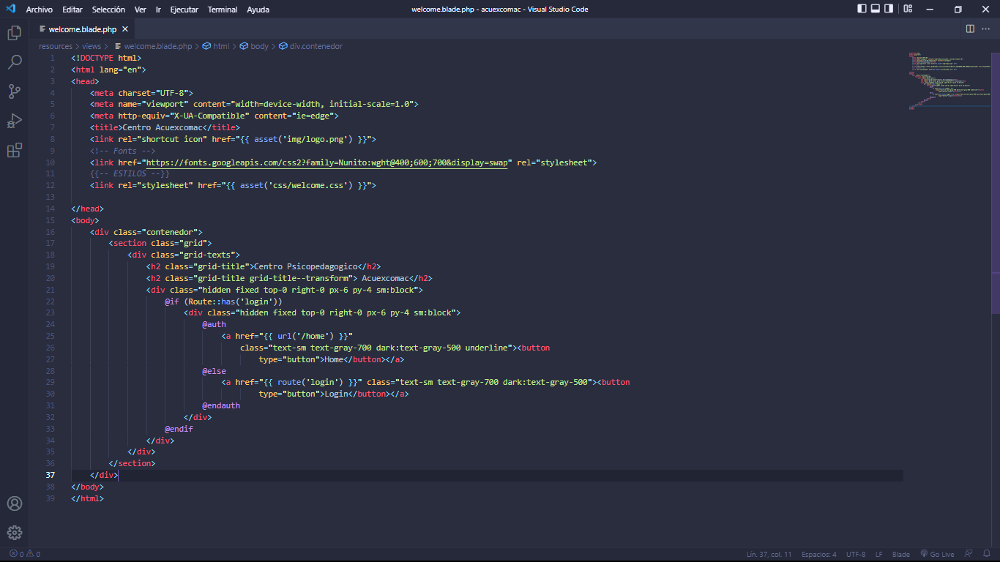 Archivo Editar Selección Ver Ir Ejecutar Terminal Ayuda welcome.blade.php - acuexcomac - Visual Studio Code
welcome.blade.php
resources > views > welcome.blade.php > html > body > div.contenedor
1 <!DOCTYPE html>
2 <html lang="en">
3 <head>
4 <meta charset="UTF-8">
5 <meta name="viewport" content="width=device-width, initial-scale=1.0">
6 <meta http-equiv="X-UA-Compatible" content="ie=edge">
7 <title>Centro Acuexcomac</title>
8 <link rel="shortcut icon" href="{{ asset('img/logo.png') }}">
9 <!-- Fonts -->
10 <link href="https://fonts.googleapis.com/css2?family=Nunito:wght@400;600;700&display=swap" rel="stylesheet">
11 {{-- ESTILOS --}}
12 <link rel="stylesheet" href="{{ asset('css/welcome.css') }}">
13
14 </head>
15 <body>
16 <div class="contenedor">
17 <section class="grid">
18 <div class="grid-texts">
19 <h2 class="grid-title">Centro Psicopedagogico</h2>
20 <h2 class="grid-title grid-title--transform"> Acuexcomac</h2>
21 <div class="hidden fixed top-0 right-0 px-6 py-4 sm:block">
22 @if (Route::has('login'))
23 <div class="hidden fixed top-0 right-0 px-6 py-4 sm:block">
24 @auth
25 <a href="{{ url('/home') }}"
26 class="text-sm text-gray-700 dark:text-gray-500 underline"><button
27 type="button">Home</button></a>
28 @else
29 <a href="{{ route('login') }}" class="text-sm text-gray-700 dark:text-gray-500"><button
30 type="button">Login</button></a>
31 @endauth
32 </div>
33 @endif
34 </div>
35 </div>
36 </section>
37 </div>
38 </body>
39 </html>
0 0 Lín. 37, col. 11 Espacios: 4 UTF-8 LF Blade Go Live